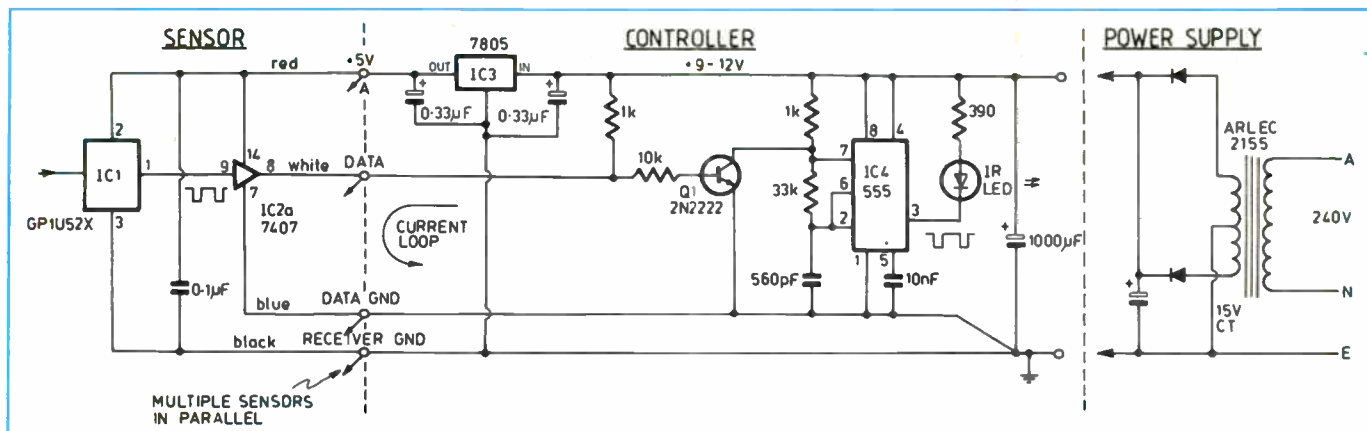 SENSOR
CONTROLLER
POWER SUPPLY
red
+5V
A
7805
OUT
IC3
IN
+9-12V
0·33µF
0·33µF
1k
1k
390
ARLEC
2155
2
IC1
1
3
GP1U52X
9
14
8
7
IC2a
7407
white
DATA
10k
Q1
2N2222
33k
7
6
2
8
4
IC4
555
3
1
5
IR
LED
A
240V
N
E
CURRENT
LOOP
0·1µF
560pF
10nF
+
1000µF
+
15V
CT
blue
DATA GND
black
RECEIVER GND
MULTIPLE SENSORS
IN PARALLEL